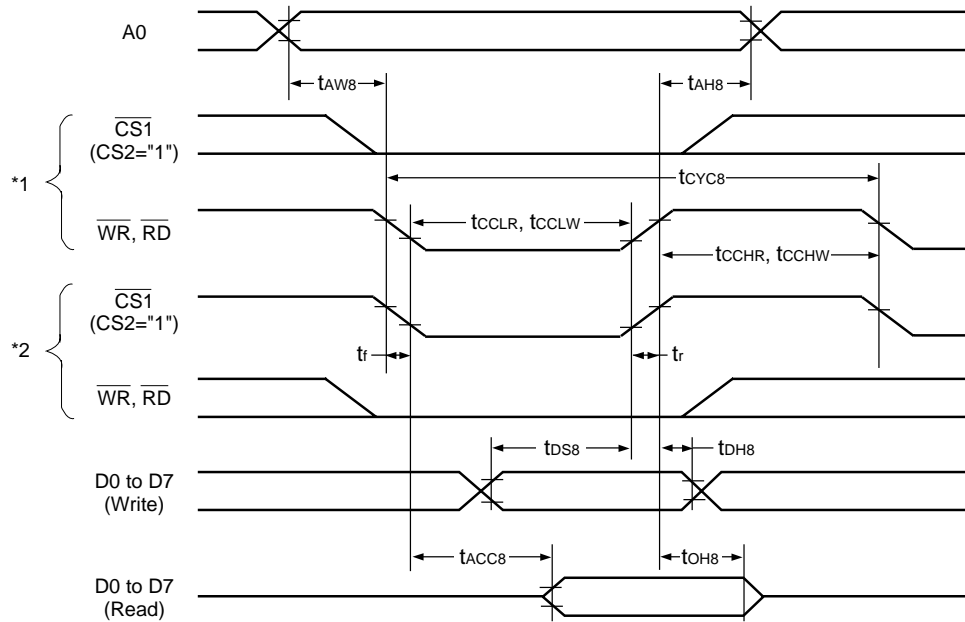 A0
tAW8
tAH8
*1
CS1
(CS2="1")
tCYC8
WR, RD
tCCLR, tCCLW
tCCHR, tCCHW
*2
CS1
(CS2="1")
tf
tr
WR, RD
tDS8
tDH8
D0 to D7
(Write)
tACC8
tOH8
D0 to D7
(Read)